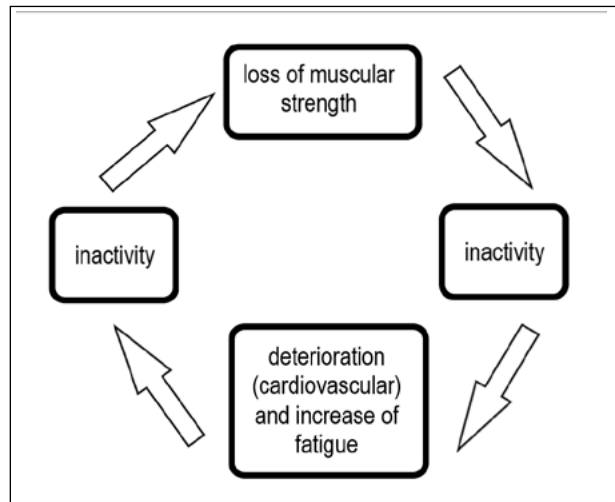 loss of muscular
strength
inactivity
inactivity
deterioration
(cardiovascular)
and increase of
fatigue